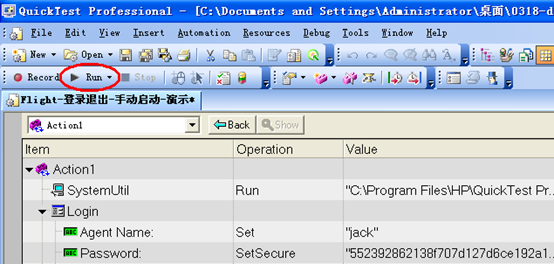 QuickTest Professional - [C:\Documents and Settings\Administrator\桌面\0318-d
File Edit View Insert Automation Resources Debug Tools Window Help
New Open
Record Run Stop
Flight-登录退出-手动启动-演示*
Action1 Back Show
Item Operation Value
Action1
SystemUtil Run "C:\Program Files\HP\QuickTest Pr...
Login
Agent Name: Set "jack"
Password: SetSecure "552392862138f707d127d6ce192a1...